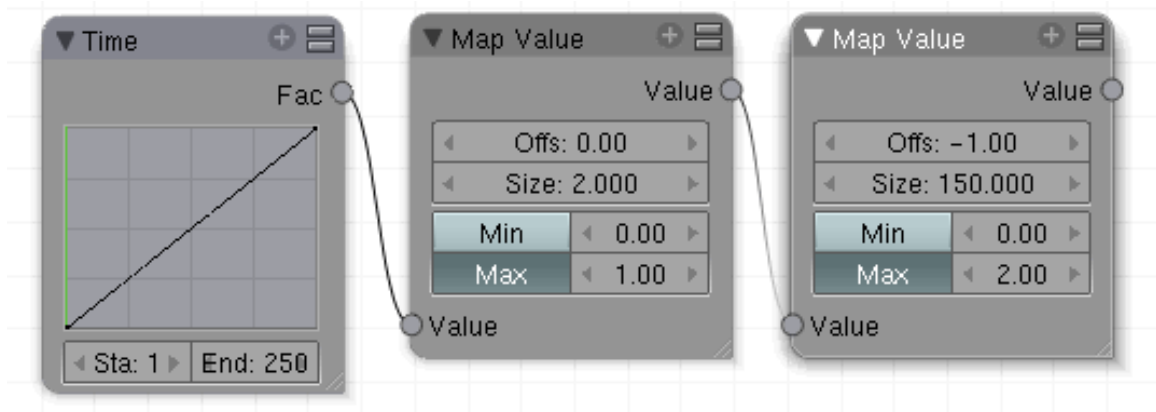 Time
Fac
Sta: 1 End: 250
Map Value
Value
Offs: 0.00
Size: 2.000
Min 0.00
Max 1.00
Value
Map Value
Value
Offs: −1.00
Size: 150.000
Min 0.00
Max 2.00
Value